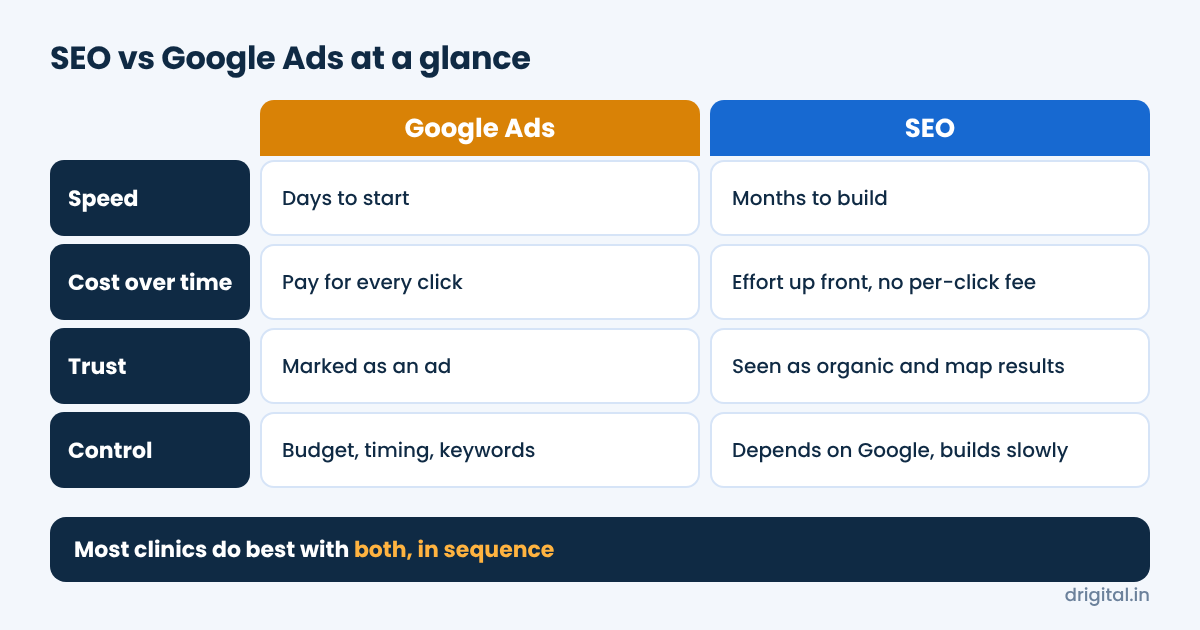 SEO vs Google Ads at a glance
Google Ads
SEO
Speed
Days to start
Months to build
Cost over time
Pay for every click
Effort up front, no per-click fee
Trust
Marked as an ad
Seen as organic and map results
Control
Budget, timing, keywords
Depends on Google, builds slowly
Most clinics do best with both, in sequence
drigital.in